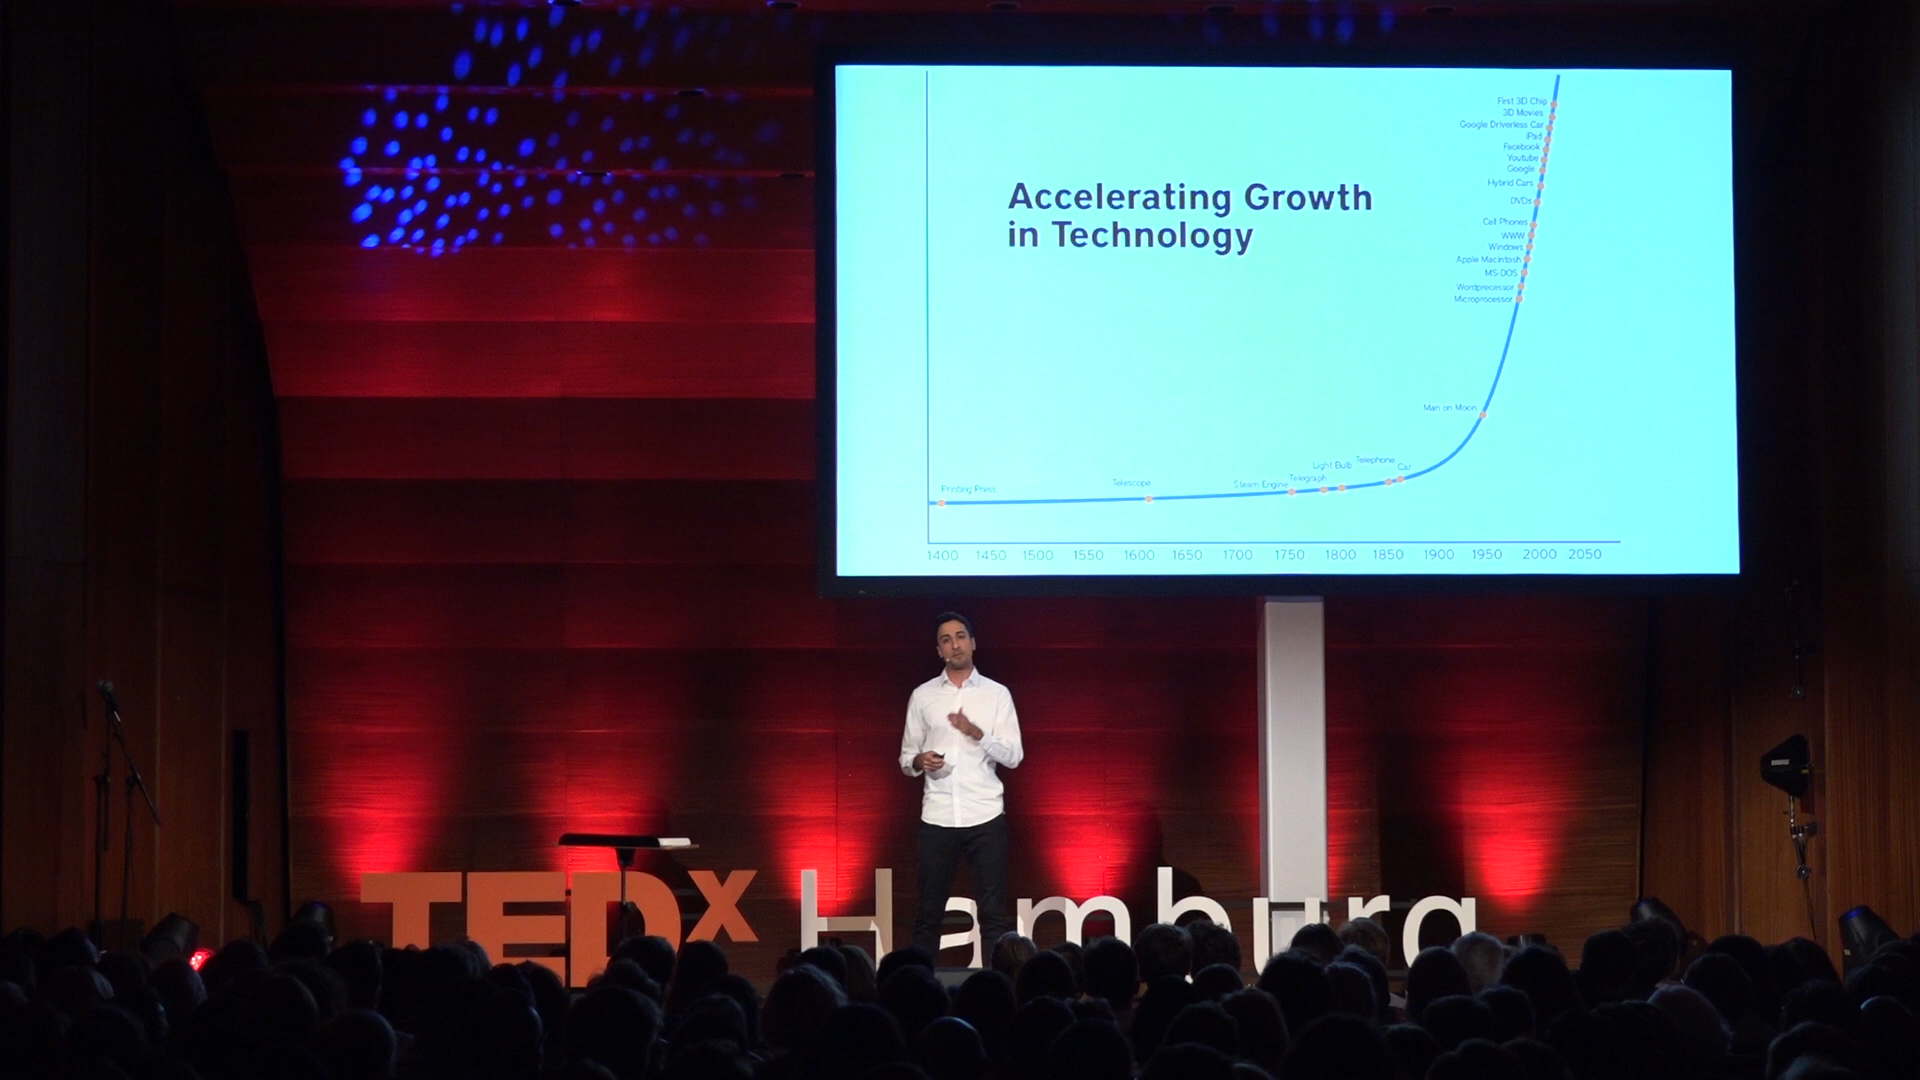 First 3D Chip
3D Movies
Google Driverless Car
iPad
Facebook
Youtube
Google
Hybrid Cars
DVDs
Accelerating Growth
in Technology
Cell Phones
WWW
Windows
Apple Macintosh
MS-DOS
Wordprecessor
Microprocessor
Man on Moon
Light Bulb
Telephone
Car
Printing Press
Telescope
Steam Engine
Telegraph
1400 1450 1500 1550 1600 1650 1700 1750 1800 1850 1900 1950 2000 2050
TEDx Hamburg